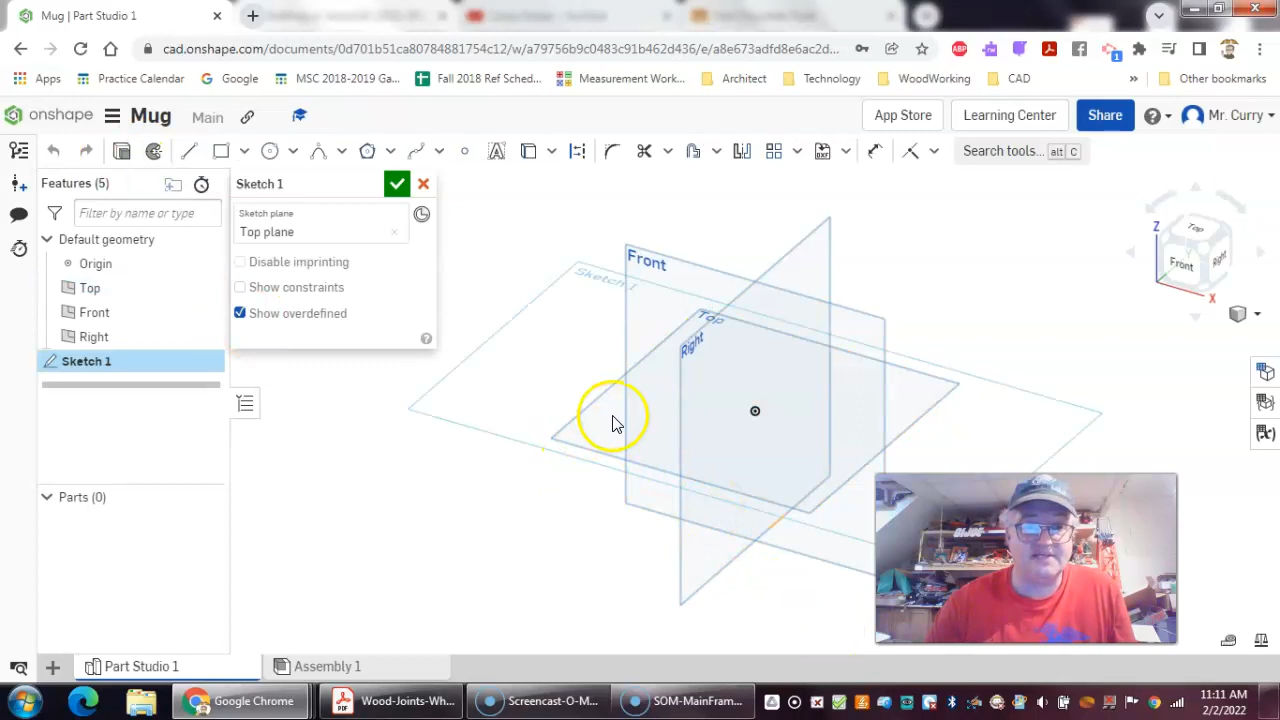 Mug | Part Studio 1
cad.onshape.com/documents/0d701b51ca80784881754c12/w/a79756b9c0483c91b462d436/e/a8e673adfd8e6ac2d...
Apps
Practice Calendar
Google
MSC 2018-2019 Ga...
Fall 2018 Ref Sched...
Measurement Wok...
Architect
Technology
WoodWorking
CAD
»
Other bookmarks
onshape
Mug
Main
App Store
Learning Center
Share
Mr. Curry
Search tools...
alt
C
Features (5)
Filter by name or type
Default geometry
Origin
Top
Front
Right
Sketch 1
Parts (0)
Sketch 1
Sketch plane
Top plane
Disable imprinting
Show constraints
Show overdefined
Front
Sketch 1
Top
Right
Top
Front
Right
Z
X
Part Studio 1
Assembly 1
Google Chrome
Wood-Joints-Wh...
Screencast-O-M...
SOM-MainFram...
11:11 AM
2/2/2022